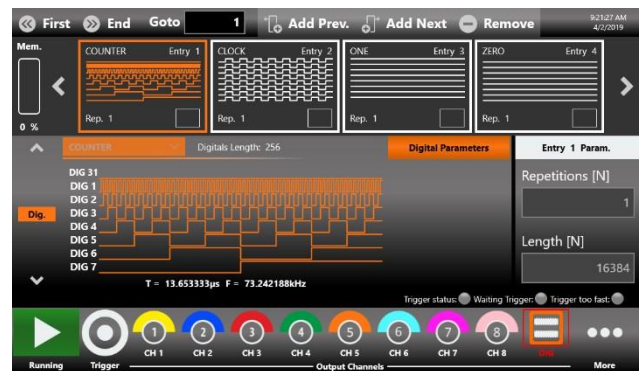 First End Goto 1 Add Prev. Add Next Remove 9:21:27 AM
4/2/2019
Mem.
0 %
COUNTER Entry 1
Rep. 1
CLOCK Entry 2
Rep. 1
ONE Entry 3
Rep. 1
ZERO Entry 4
Rep. 1
COUNTER Digitals Length: 256 Digital Parameters Entry 1 Param.
Dig.
DIG 31
DIG 1
DIG 2
DIG 3
DIG 4
DIG 5
DIG 6
DIG 7
T = 13.653333µs F = 73.242188kHz
Repetitions [N]
1
Length [N]
16384
Trigger status: Waiting Trigger: Trigger too fast:
Running
Trigger
1 2 3 4 5 6 7 8
CH 1 CH 2 CH 3 CH 4 CH 5 CH 6 CH 7 CH 8 DIG
Output Channels
More